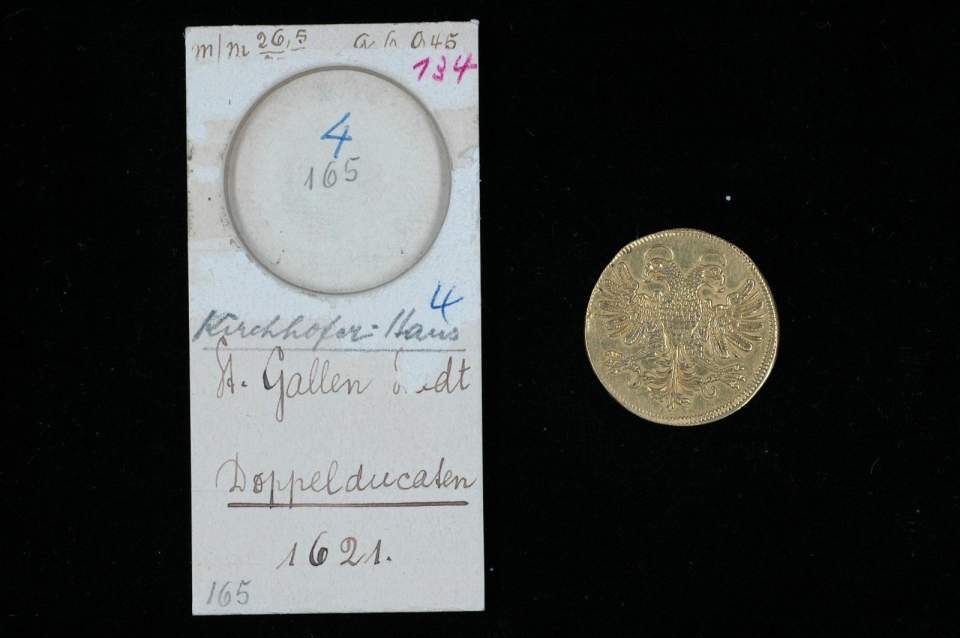 m/m 26,5
134
4
165
4
Kirchhofer-Haus
St. Gallen
Doppelducaten
1621.
165